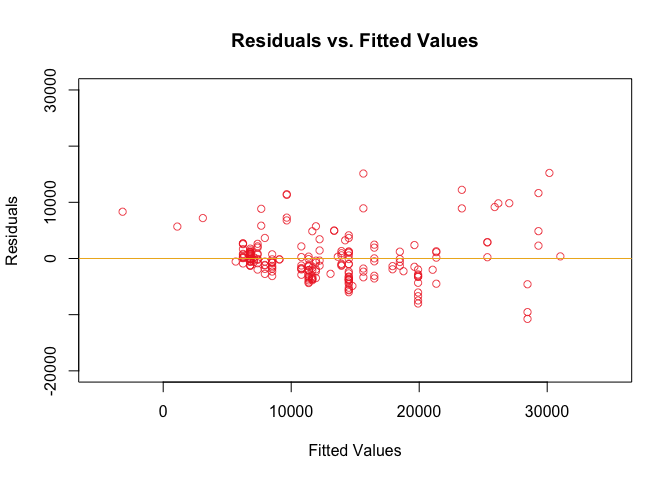 Residuals vs. Fitted Values
30000
10000
0
-20000
Residuals
0 10000 20000 30000
Fitted Values